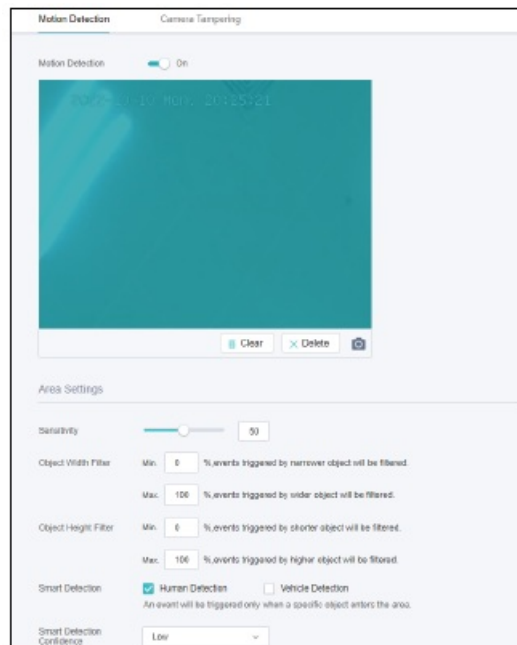 Motion Detection Camera Tampering
Motion Detection On
MON, 20:25:21
Clear Delete
Area Settings
Sensitivity 50
Object Width Filter Min. 0 %,events triggered by narrower object will be filtered.
Max. 100 %,events triggered by wider object will be filtered.
Object Height Filter Min. 0 %,events triggered by shorter object will be filtered.
Max. 100 %,events triggered by higher object will be filtered.
Smart Detection Human Detection Vehicle Detection
An event will be triggered only when a specific object enters the area.
Smart Detection
Confidence Low